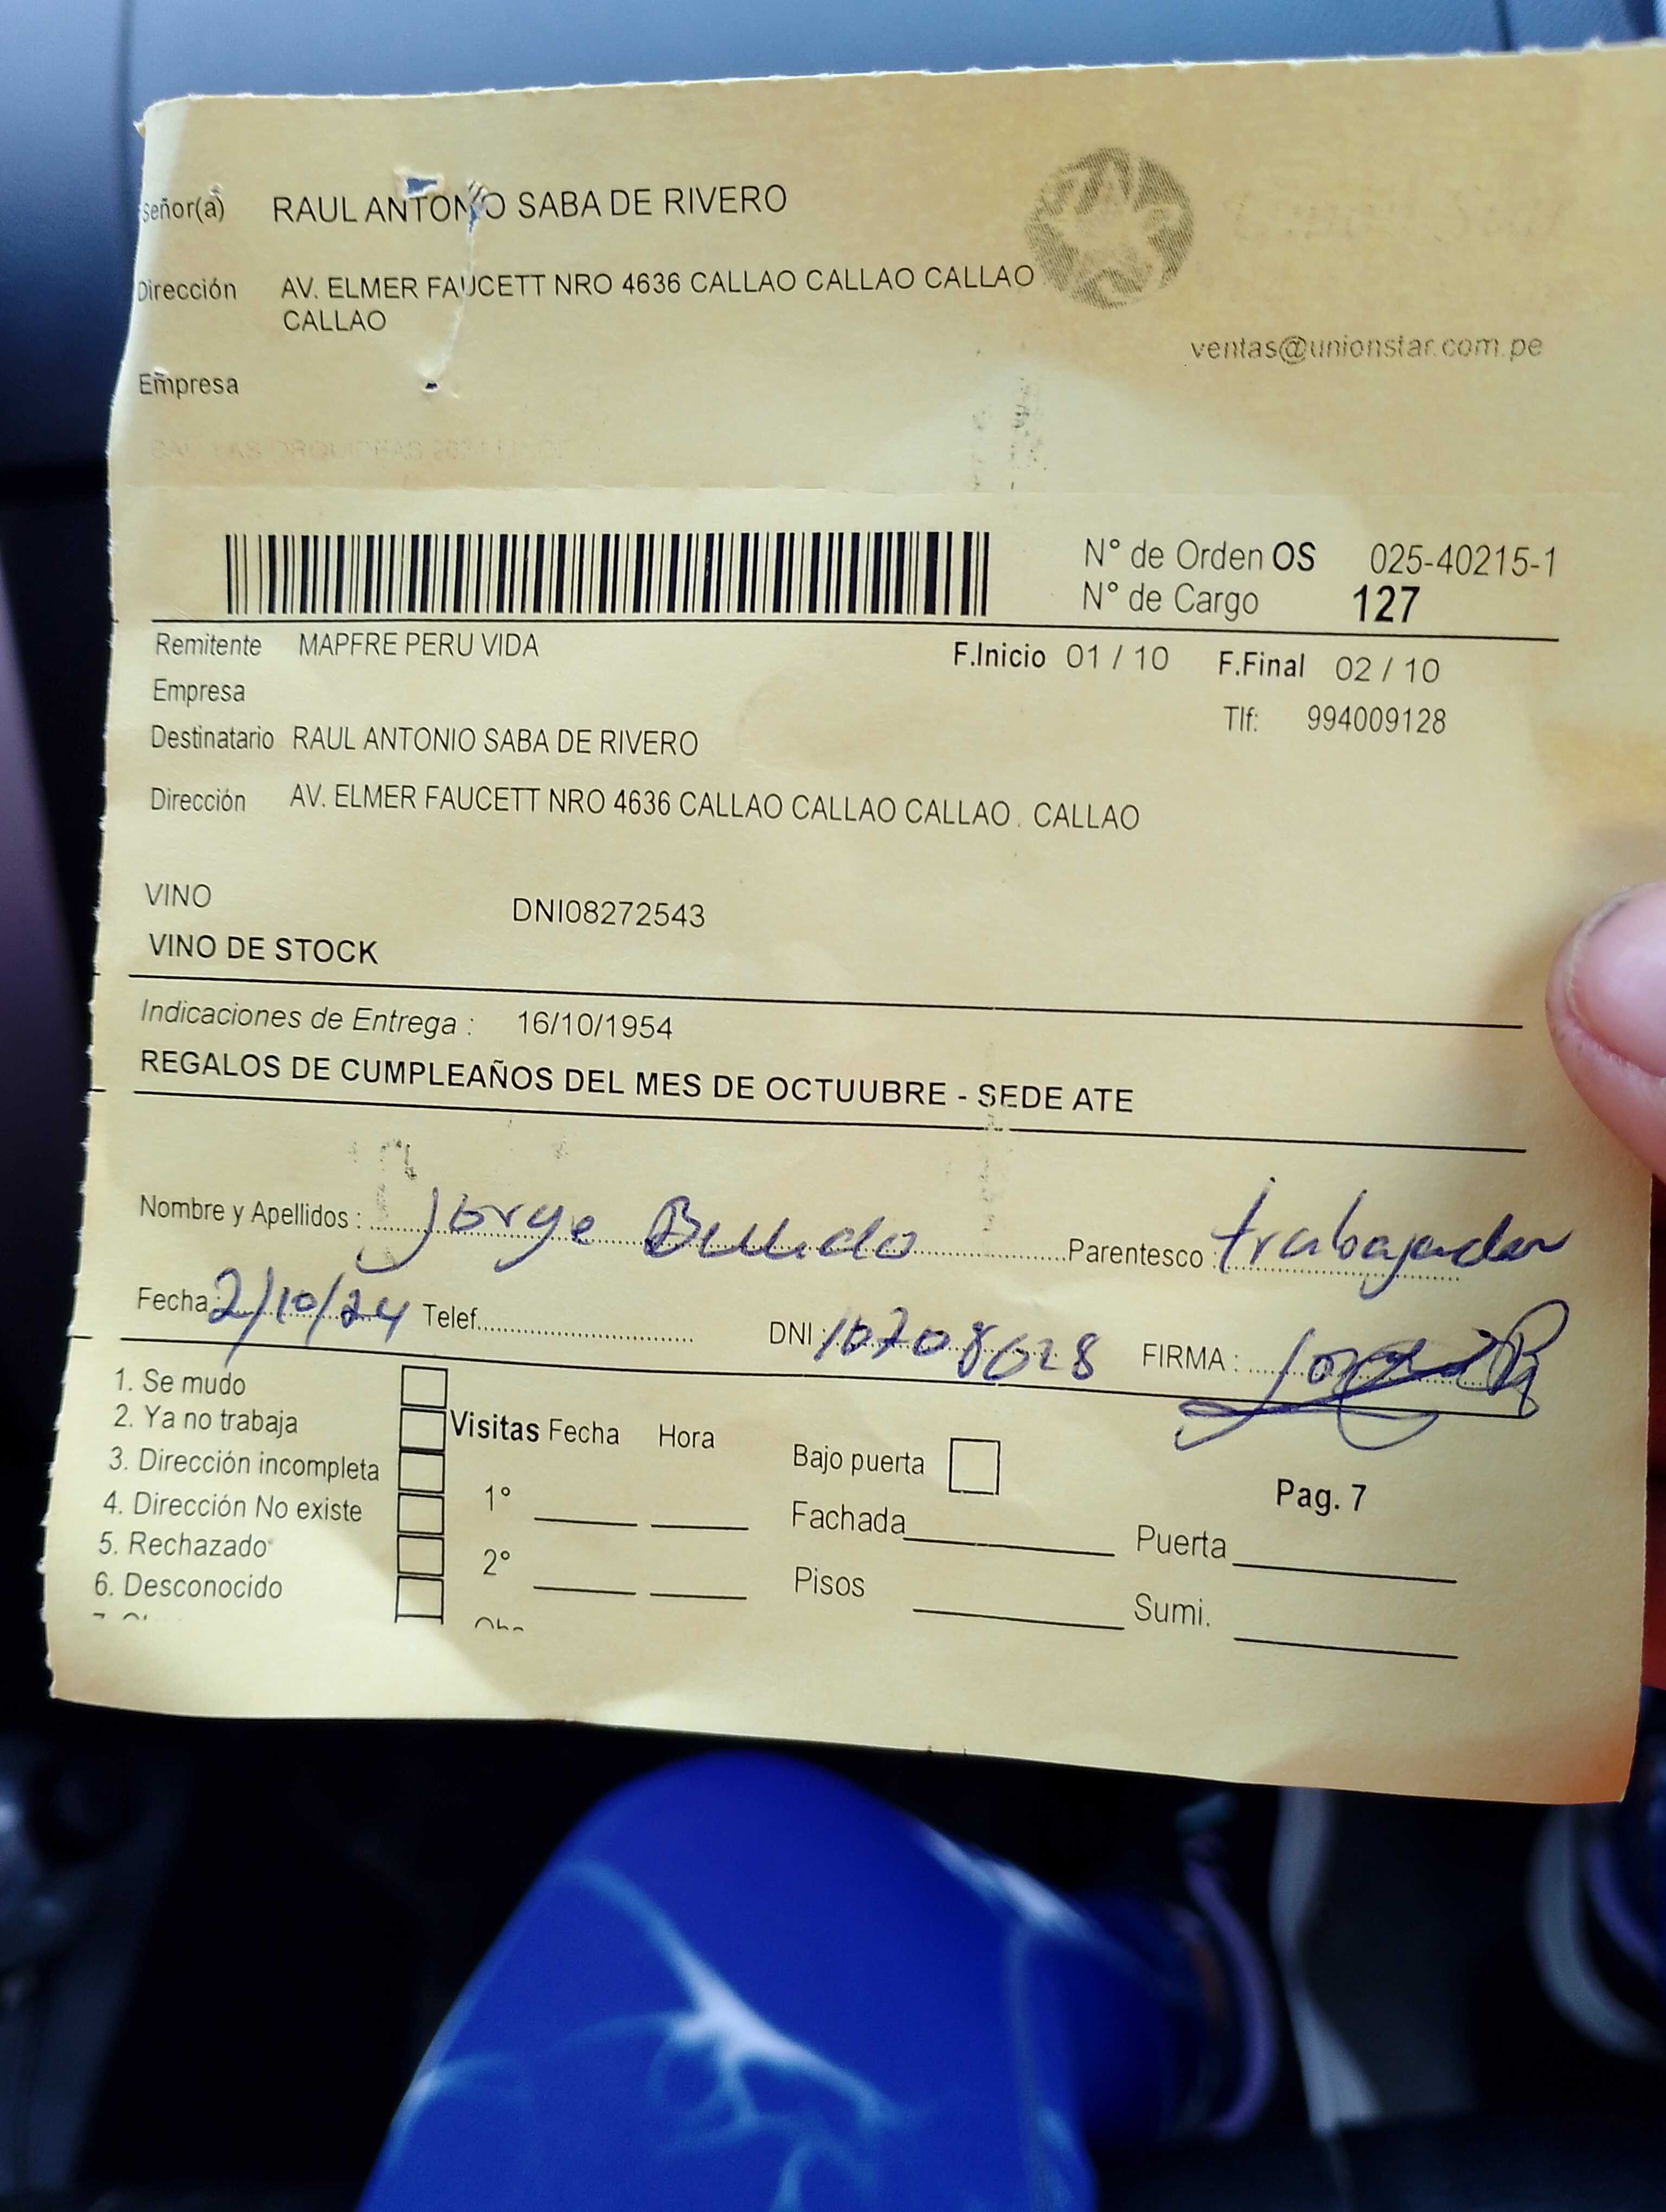 Señor(a) RAUL ANTONIO SABA DE RIVERO
Dirección AV. ELMER FAUCETT NRO 4636 CALLAO CALLAO CALLAO
CALLAO
ventas@unionstar.com.pe
Empresa
N° de Orden OS 025-40215-1
N° de Cargo 127
Remitente MAPFRE PERU VIDA F.Inicio 01 / 10 F.Final 02 / 10
Empresa
Tlf: 994009128
Destinatario RAUL ANTONIO SABA DE RIVERO
Dirección AV. ELMER FAUCETT NRO 4636 CALLAO CALLAO CALLAO . CALLAO
VINO DNI08272543
VINO DE STOCK
Indicaciones de Entrega : 16/10/1954
REGALOS DE CUMPLEAÑOS DEL MES DE OCTUUBRE - SEDE ATE
Nombre y Apellidos : Jorge Bellido Parentesco : trabajador
Fecha 2/10/24 Telef. DNI : 10708628 FIRMA :
1. Se mudo
2. Ya no trabaja Visitas Fecha Hora Bajo puerta
3. Dirección incompleta Pag. 7
4. Dirección No existe 1° Fachada Puerta
5. Rechazado 2° Pisos Sumi.
6. Desconocido